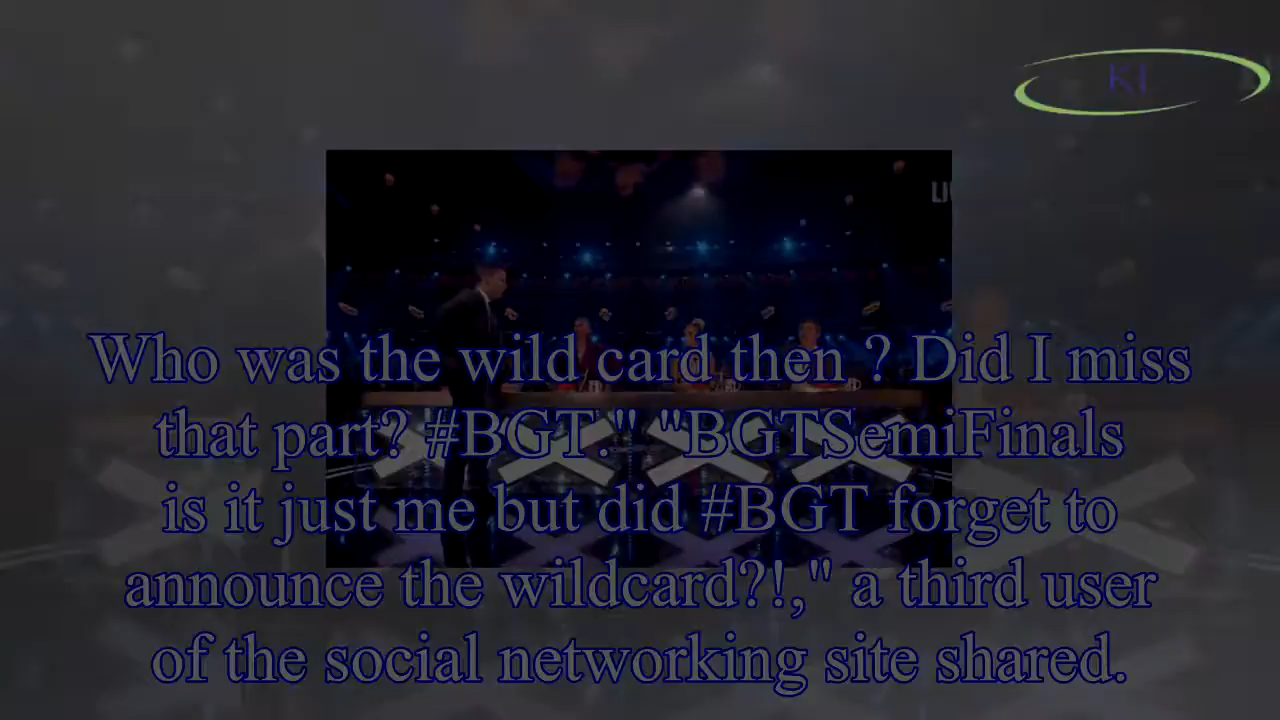 KI
Who was the wild card then ? Did I miss
that part? #BGT." "BGTSemiFinals
is it just me but did #BGT forget to
announce the wildcard?!," a third user
of the social networking site shared.